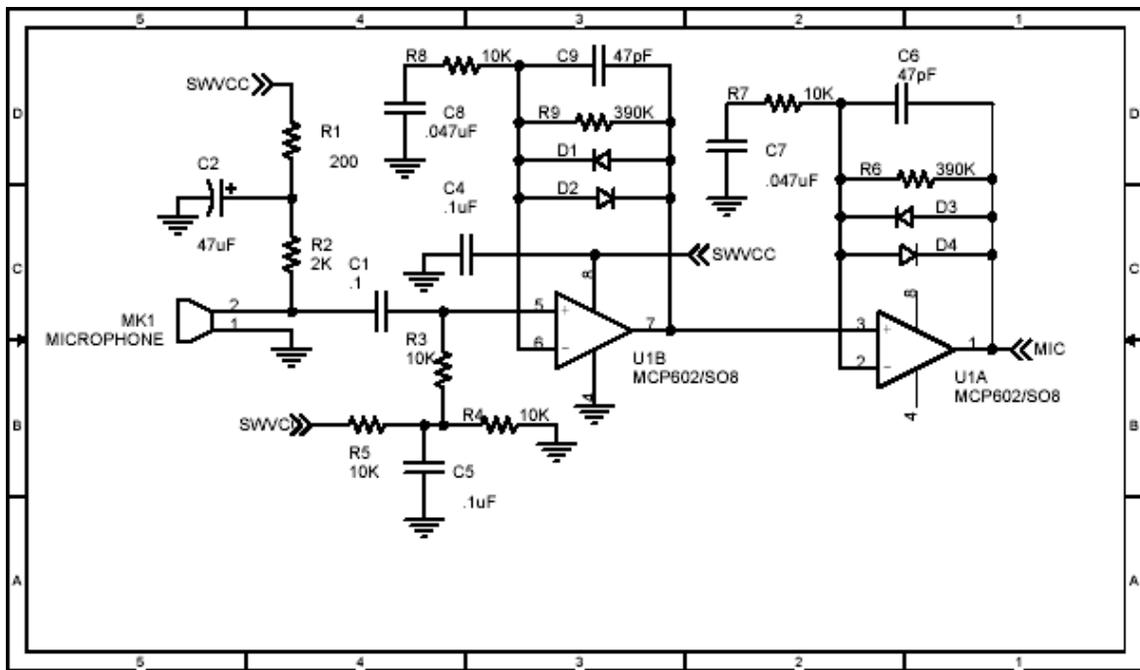 5 4 3 2 1
D
D
C
C
B
B
A
A
SWVCC
R1
200
C2
+
47uF
R2
2K
C1
.1
MK1
MICROPHONE
2
1
R8 10K
C8
.047uF
C9 47pF
R9 390K
D1
D2
C4
.1uF
SWVCC
8
5
+
6
−
7
4
U1B
MCP602/SO8
R3
10K
SWVC
R5
10K
R4 10K
C5
.1uF
R7 10K
C7
.047uF
C6
47pF
R6 390K
D3
D4
8
3
+
2
−
1
4
MIC
U1A
MCP602/SO8
5 4 3 2 1